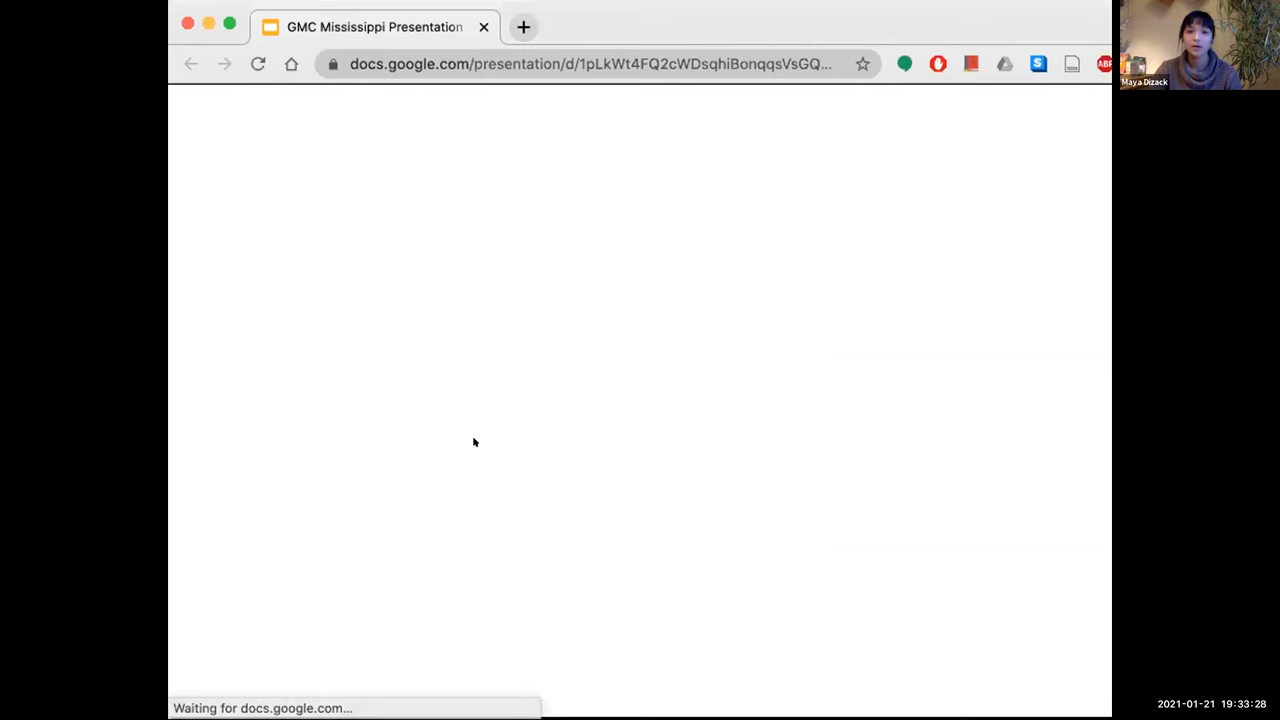 GMC Mississippi Presentation
docs.google.com/presentation/d/1pLkWt4FQ2cWDsqhiBonqqsVsGQ...
S
ABP
Maya Dizack
Waiting for docs.google.com...
2021-01-21 19:33:28